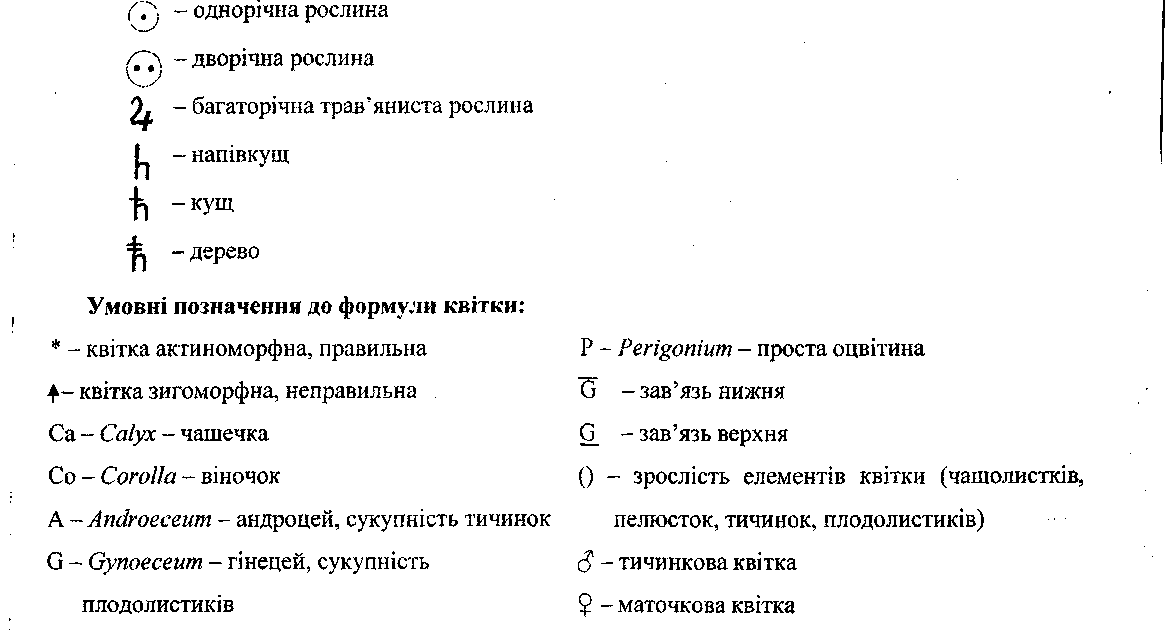 ☉ – однорічна рослина
– дворічна рослина
♃ – багаторічна трав’яниста рослина
– напівкущ
– кущ
– дерево
Умовні позначення до формули квітки:
* – квітка актиноморфна, правильна
↑ – квітка зигоморфна, неправильна
Ca – Calyx – чашечка
Co – Corolla – віночок
A – Androeceum – андроцей, сукупність тичинок
G – Gynoeceum – гінецей, сукупність
плодолистиків
P – Perigonium – проста оцвітина
G̅ – зав’язь нижня
G̲ – зав’язь верхня
() – зрослість елементів квітки (чашолистків,
пелюсток, тичинок, плодолистиків)
♂ – тичинкова квітка
♀ – маточкова квітка